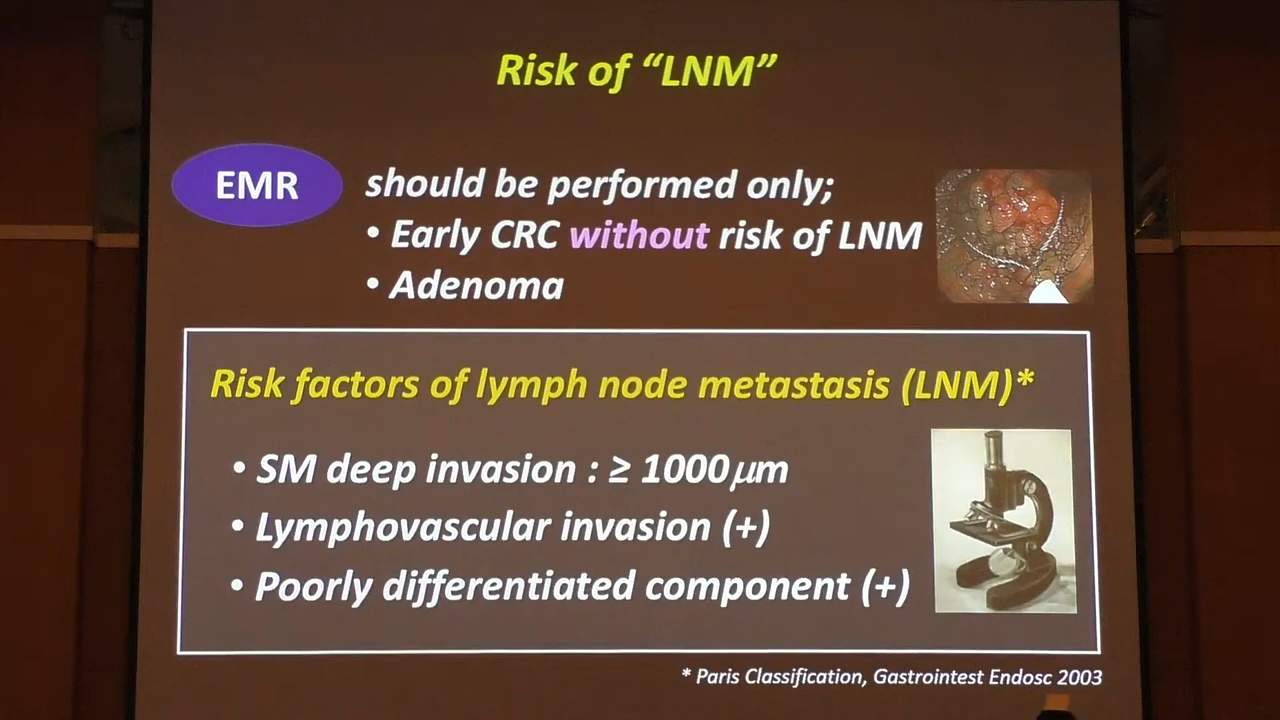 Risk of “LNM”
EMR
should be performed only;
• Early CRC without risk of LNM
• Adenoma
Risk factors of lymph node metastasis (LNM)*
• SM deep invasion : ≥ 1000μm
• Lymphovascular invasion (+)
• Poorly differentiated component (+)
* Paris Classification, Gastrointest Endosc 2003